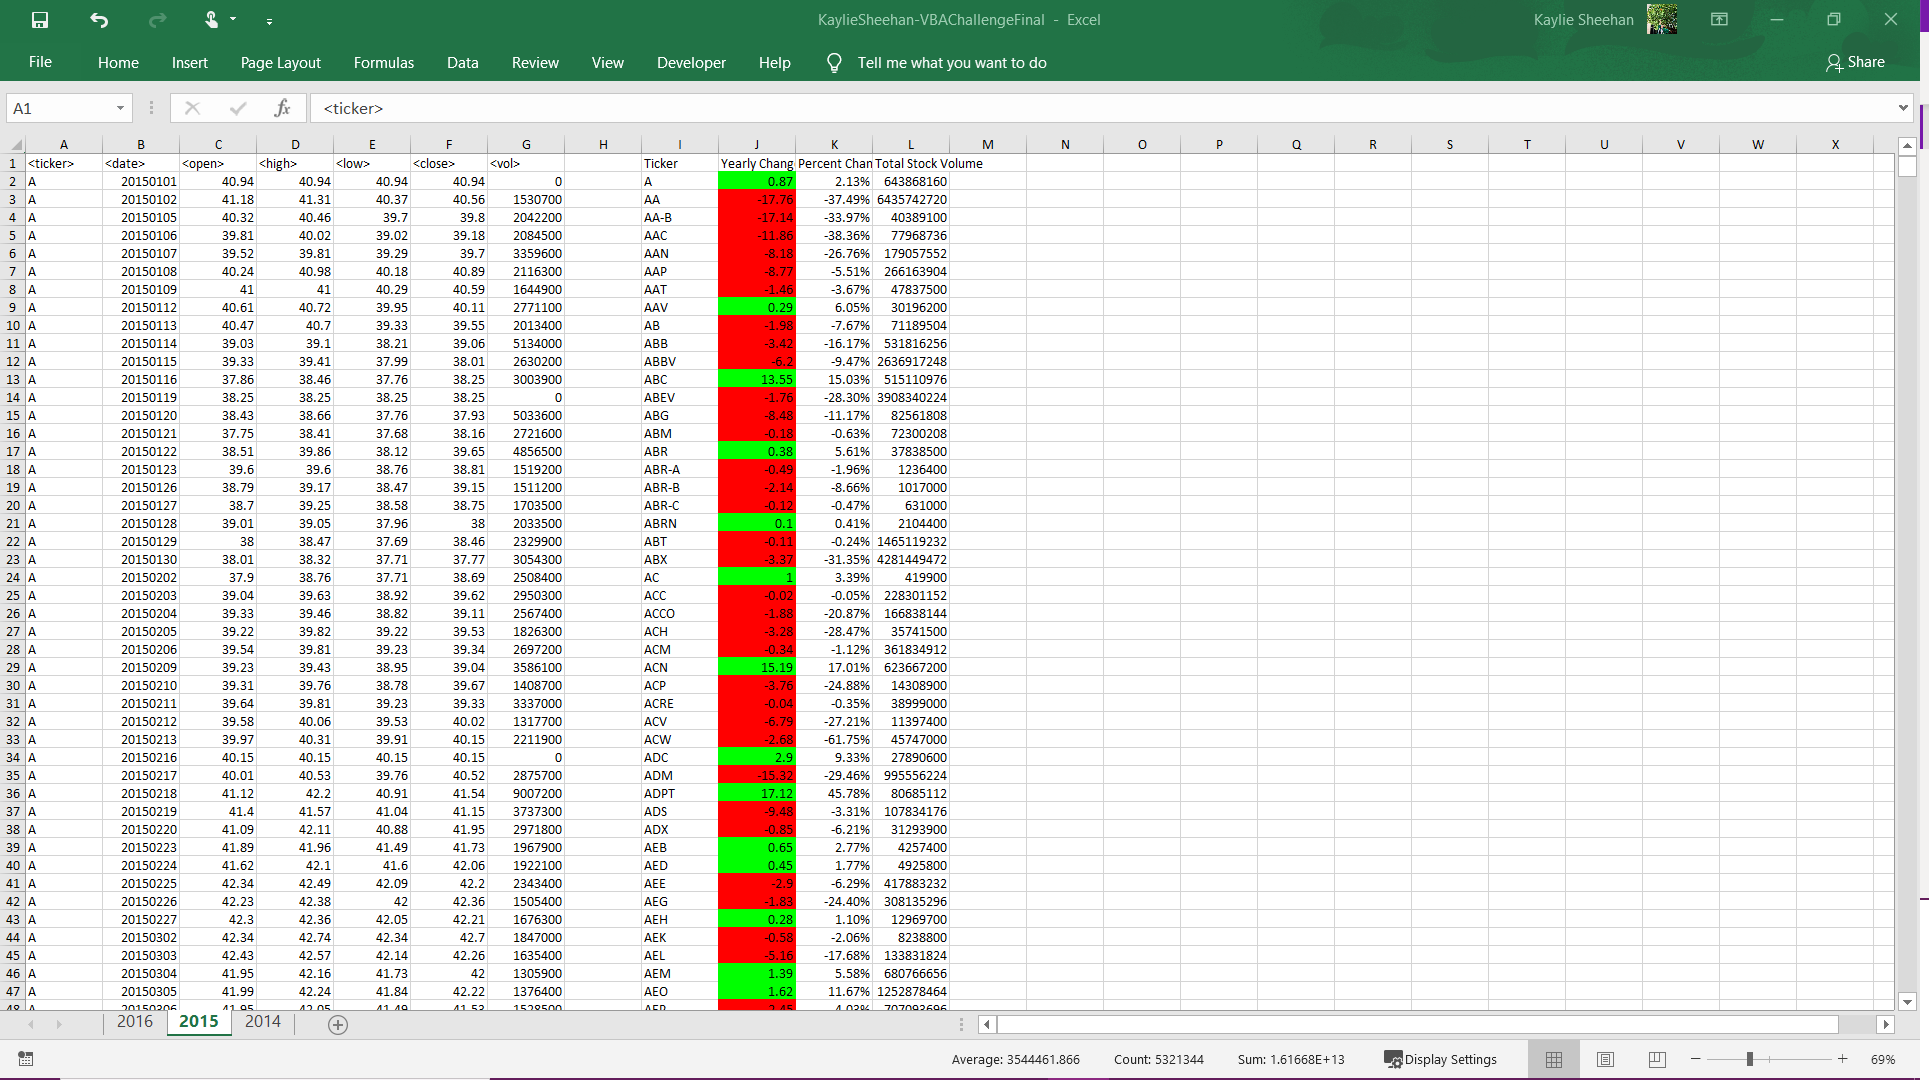 KaylieSheehan-VBAChallengeFinal - Excel Kaylie Sheehan
File Home Insert Page Layout Formulas Data Review View Developer Help Tell me what you want to do Share
A1 fx <ticker>
A B C D E F G H I J K L M N O P Q R S T U V W X
1 <ticker> <date> <open> <high> <low> <close> <vol> Ticker Yearly Chang Percent Chan Total Stock Volume
2 A 20150101 40.94 40.94 40.94 40.94 0 A 0.87 2.13% 643868160
3 A 20150102 41.18 41.31 40.37 40.56 1530700 AA -17.76 -37.49% 6435742720
4 A 20150105 40.32 40.46 39.7 39.8 2042200 AA-B -17.14 -33.97% 40389100
5 A 20150106 39.81 40.02 39.02 39.18 2084500 AAC -11.86 -38.36% 77968736
6 A 20150107 39.52 39.81 39.29 39.7 3359600 AAN -8.18 -26.76% 179057552
7 A 20150108 40.24 40.98 40.18 40.89 2116300 AAP -8.77 -5.51% 266163904
8 A 20150109 41 41 40.29 40.59 1644900 AAT -1.46 -3.67% 47837500
9 A 20150112 40.61 40.72 39.95 40.11 2771100 AAV 0.29 6.05% 30196200
10 A 20150113 40.47 40.7 39.33 39.55 2013400 AB -1.98 -7.67% 71189504
11 A 20150114 39.03 39.1 38.21 39.06 5134000 ABB -3.42 -16.17% 531816256
12 A 20150115 39.33 39.41 37.99 38.01 2630200 ABBV -6.2 -9.47% 2636917248
13 A 20150116 37.86 38.46 37.76 38.25 3003900 ABC 13.55 15.03% 515110976
14 A 20150119 38.25 38.25 38.25 38.25 0 ABEV -1.76 -28.30% 3908340224
15 A 20150120 38.43 38.66 37.76 37.93 5033600 ABG -8.48 -11.17% 82561808
16 A 20150121 37.75 38.41 37.68 38.16 2721600 ABM -0.18 -0.63% 72300208
17 A 20150122 38.51 39.86 38.12 39.65 4856500 ABR 0.38 5.61% 37838500
18 A 20150123 39.6 39.6 38.76 38.81 1519200 ABR-A -0.49 -1.96% 1236400
19 A 20150126 38.79 39.17 38.47 39.15 1511200 ABR-B -2.14 -8.66% 1017000
20 A 20150127 38.7 39.25 38.58 38.75 1703500 ABR-C -0.12 -0.47% 631000
21 A 20150128 39.01 39.05 37.96 38 2033500 ABRN 0.1 0.41% 2104400
22 A 20150129 38 38.47 37.69 38.46 2329900 ABT -0.11 -0.24% 1465119232
23 A 20150130 38.01 38.32 37.71 37.77 3054300 ABX -3.37 -31.35% 4281449472
24 A 20150202 37.9 38.76 37.71 38.69 2508400 AC 1 3.39% 419900
25 A 20150203 39.04 39.63 38.92 39.62 2950300 ACC -0.02 -0.05% 228301152
26 A 20150204 39.33 39.46 38.82 39.11 2567400 ACCO -1.88 -20.87% 166838144
27 A 20150205 39.22 39.82 39.22 39.53 1826300 ACH -3.28 -28.47% 35741500
28 A 20150206 39.54 39.81 39.23 39.34 2697200 ACM -0.34 -1.12% 361834912
29 A 20150209 39.23 39.43 38.95 39.04 3586100 ACN 15.19 17.01% 623667200
30 A 20150210 39.31 39.76 38.78 39.67 1408700 ACP -3.76 -24.88% 14308900
31 A 20150211 39.64 39.81 39.23 39.33 3337000 ACRE -0.04 -0.35% 38999000
32 A 20150212 39.58 40.06 39.53 40.02 1317700 ACV -6.79 -27.21% 11397400
33 A 20150213 39.97 40.31 39.91 40.15 2211900 ACW -2.68 -61.75% 45747000
34 A 20150216 40.15 40.15 40.15 40.15 0 ADC 2.9 9.33% 27890600
35 A 20150217 40.01 40.53 39.76 40.52 2875700 ADM -15.32 -29.46% 995556224
36 A 20150218 41.12 42.2 40.91 41.54 9007200 ADPT 17.12 45.78% 80685112
37 A 20150219 41.4 41.57 41.04 41.15 3737300 ADS -9.48 -3.31% 107834176
38 A 20150220 41.09 42.11 40.88 41.95 2971800 ADX -0.85 -6.21% 31293900
39 A 20150223 41.89 41.96 41.49 41.73 1967900 AEB 0.65 2.77% 4257400
40 A 20150224 41.62 42.1 41.6 42.06 1922100 AED 0.45 1.77% 4925800
41 A 20150225 42.34 42.49 42.09 42.2 2343400 AEE -2.9 -6.29% 417883232
42 A 20150226 42.23 42.38 42 42.36 1505400 AEG -1.83 -24.40% 308135296
43 A 20150227 42.3 42.36 42.05 42.21 1676300 AEH 0.28 1.10% 12969700
44 A 20150302 42.34 42.74 42.34 42.7 1847000 AEK -0.58 -2.06% 8238800
45 A 20150303 42.43 42.57 42.14 42.26 1635400 AEL -5.16 -17.68% 133831824
46 A 20150304 41.95 42.16 41.73 42 1305900 AEM 1.39 5.58% 680766656
47 A 20150305 41.99 42.24 41.84 42.22 1376400 AEO 1.62 11.67% 1252878464
48 A 20150306 41.95 42.05 41.49
2016 2015 2014
Average: 3544461.866 Count: 5321344 Sum: 1.61668E+13 Display Settings 69%